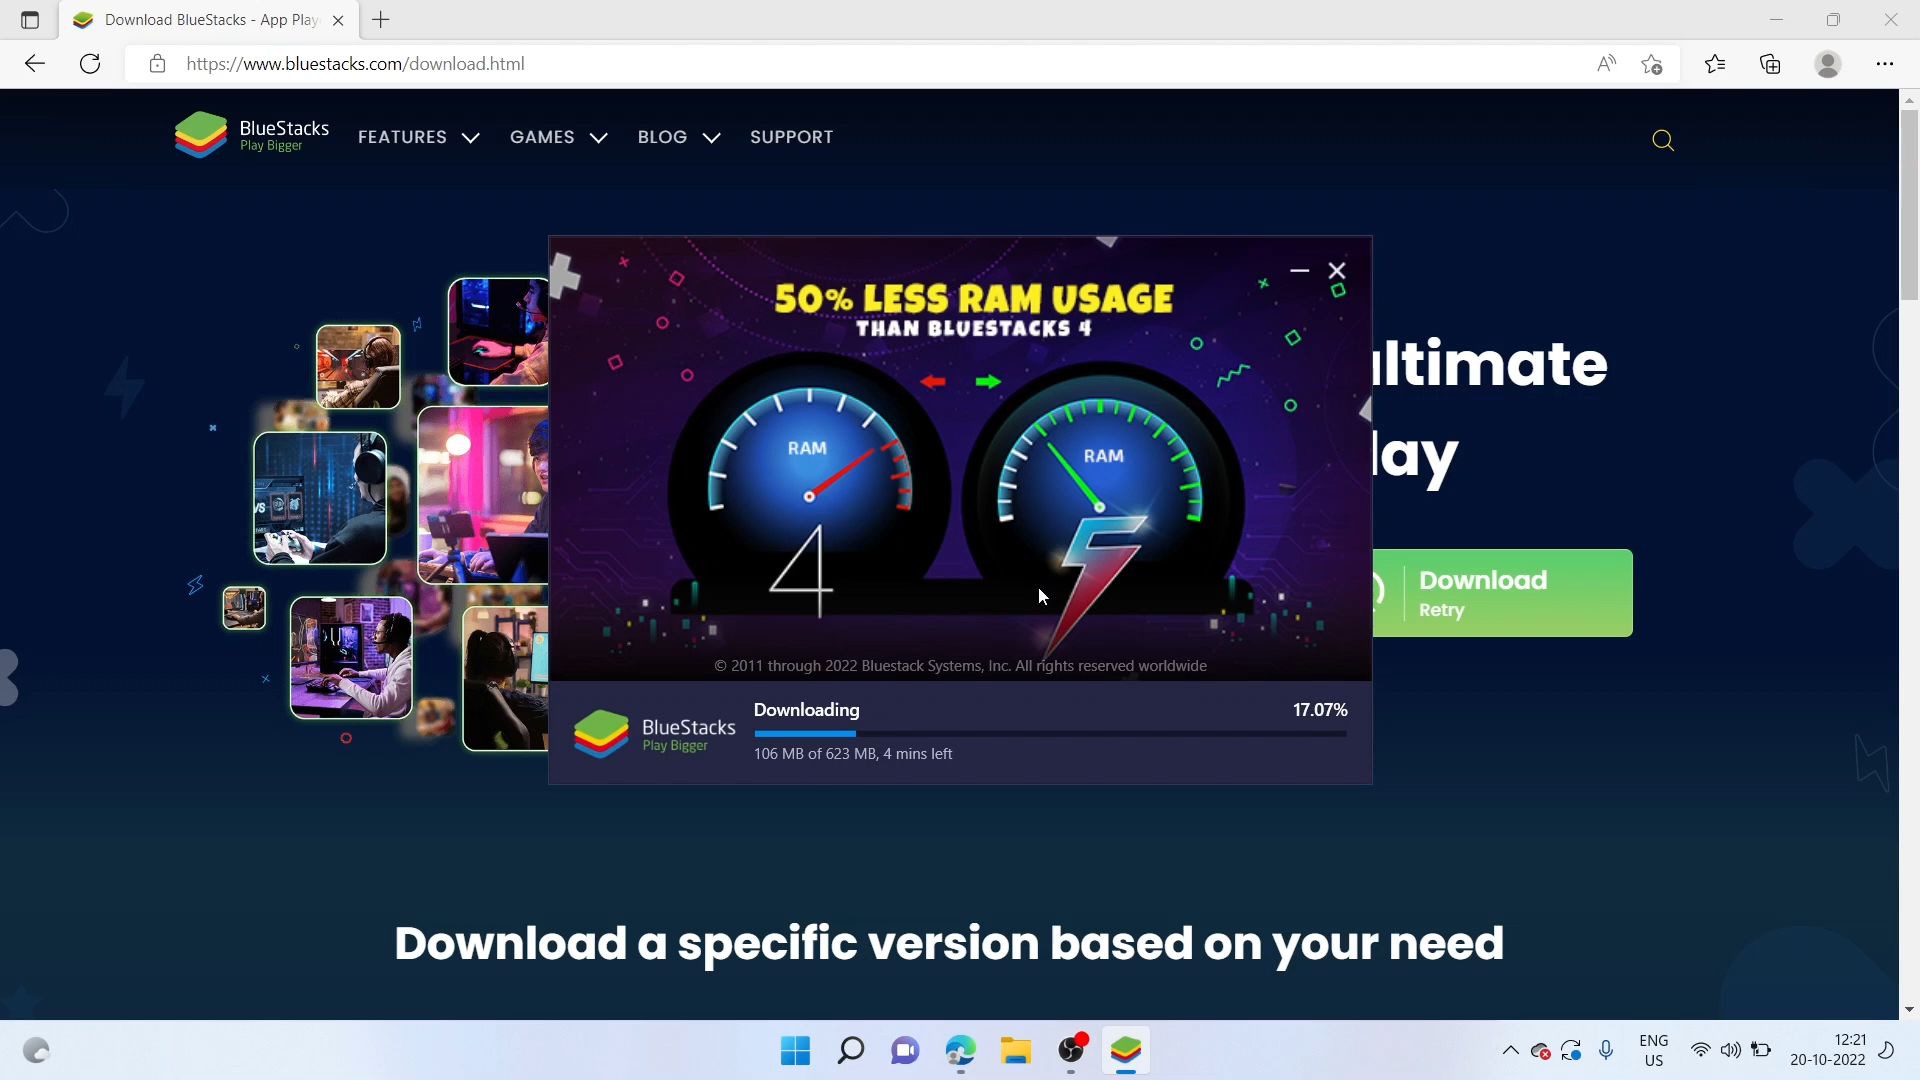 Download BlueStacks - App Play
https://www.bluestacks.com/download.html
BlueStacks
Play Bigger
FEATURES
GAMES
BLOG
SUPPORT
50% LESS RAM USAGE
THAN BLUESTACKS 4
RAM
RAM
4
5
ltimate
lay
Download
Retry
© 2011 through 2022 Bluestack Systems, Inc. All rights reserved worldwide
BlueStacks
Play Bigger
Downloading
17.07%
106 MB of 623 MB, 4 mins left
Download a specific version based on your need
ENG
US
12:21
20-10-2022